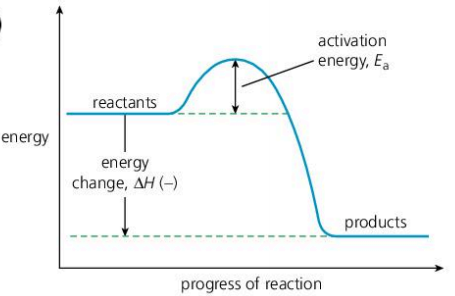 activation
energy, Eₐ
reactants
energy
energy
change, ΔH (−)
products
progress of reaction